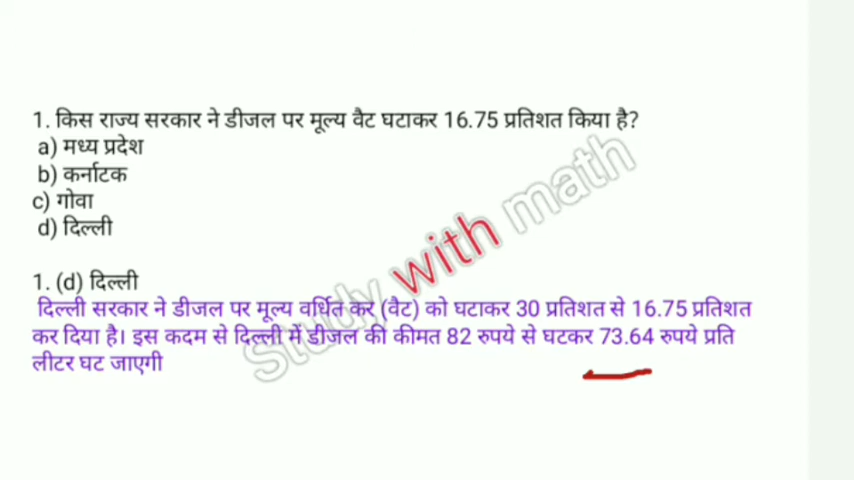 1. किस राज्य सरकार ने डीजल पर मूल्य वैट घटाकर 16.75 प्रतिशत किया है?
a) मध्य प्रदेश
b) कर्नाटक
c) गोवा
d) दिल्ली
1. (d) दिल्ली
दिल्ली सरकार ने डीजल पर मूल्य वर्धित कर (वैट) को घटाकर 30 प्रतिशत से 16.75 प्रतिशत
कर दिया है। इस कदम से दिल्ली में डीजल की कीमत 82 रुपये से घटकर 73.64 रुपये प्रति
लीटर घट जाएगी
Study with math